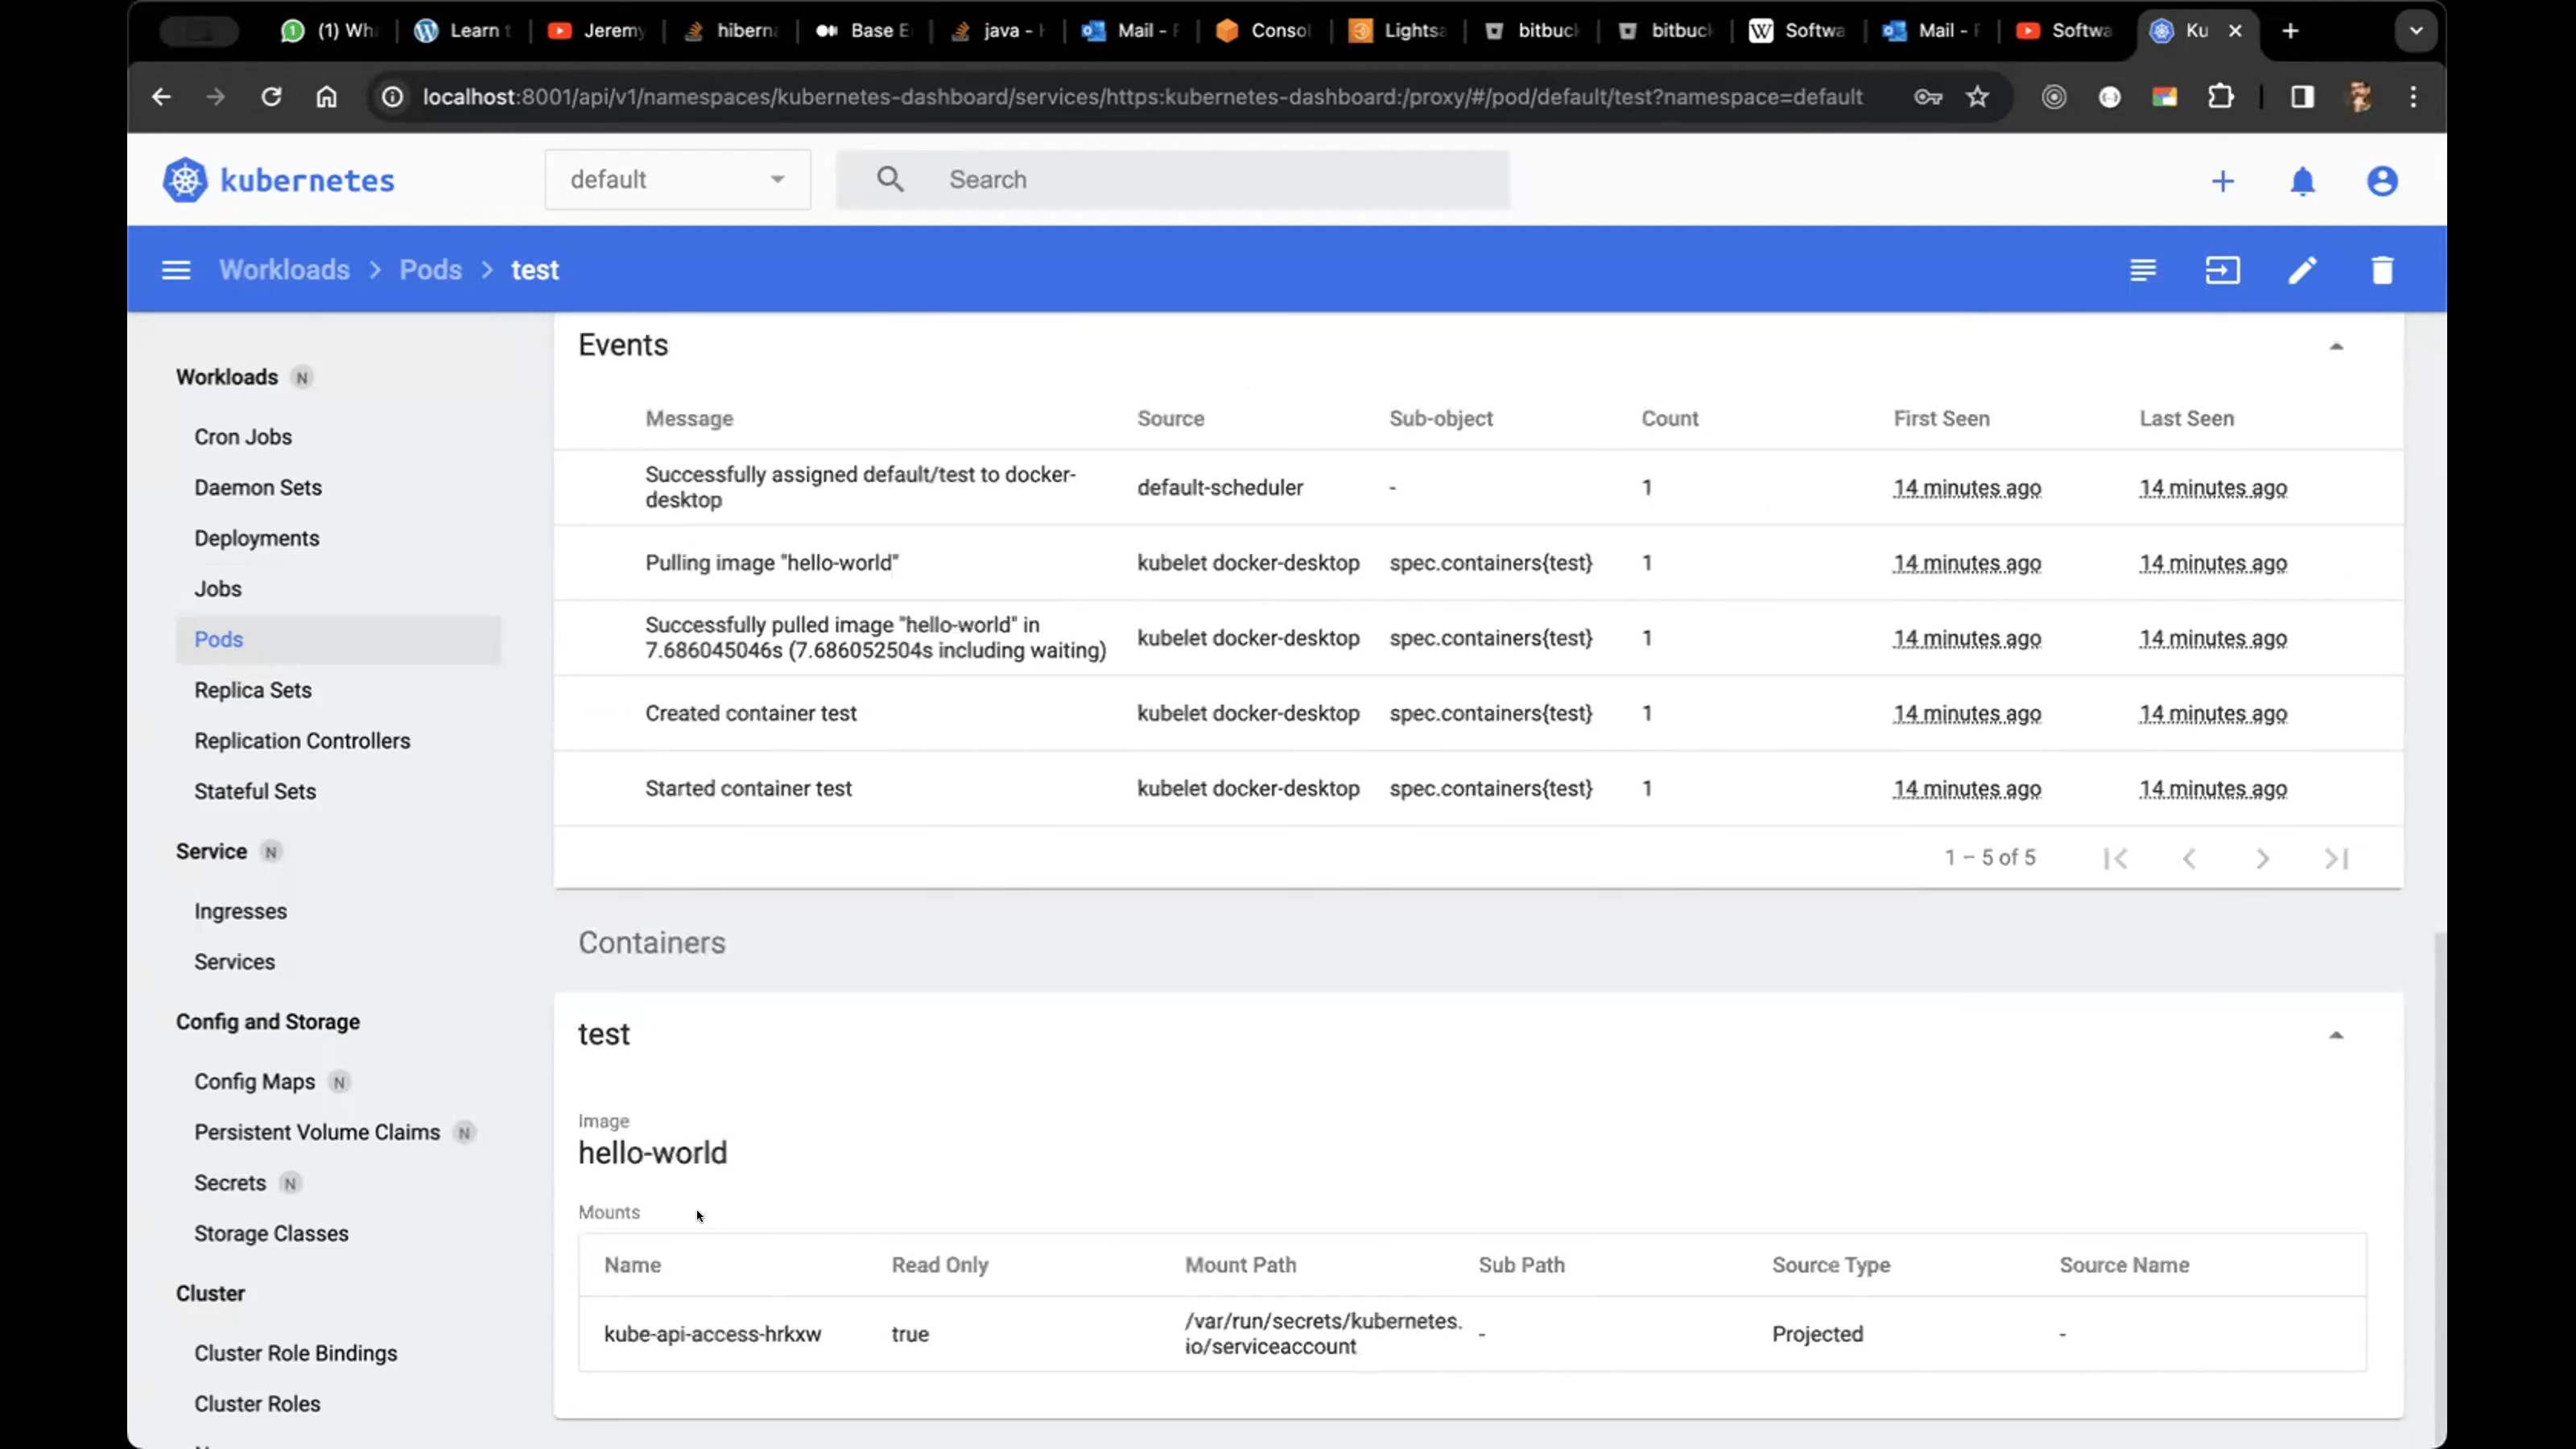 (1) Wh
Learn t
Jeremy
hiberna
Base E
java - H
Mail - F
Consol
Lightsa
bitbuck
bitbuck
Softwa
Mail - F
Softwa
Ku
localhost:8001/api/v1/namespaces/kubernetes-dashboard/services/https:kubernetes-dashboard:/proxy/#/pod/default/test?namespace=default
kubernetes
default
Search
Workloads > Pods > test
Workloads N
Cron Jobs
Daemon Sets
Deployments
Jobs
Pods
Replica Sets
Replication Controllers
Stateful Sets
Service N
Ingresses
Services
Config and Storage
Config Maps N
Persistent Volume Claims N
Secrets N
Storage Classes
Cluster
Cluster Role Bindings
Cluster Roles
Events
Message Source Sub-object Count First Seen Last Seen
Successfully assigned default/test to docker-
desktop default-scheduler - 1 14 minutes ago 14 minutes ago
Pulling image "hello-world" kubelet docker-desktop spec.containers{test} 1 14 minutes ago 14 minutes ago
Successfully pulled image "hello-world" in
7.686045046s (7.686052504s including waiting) kubelet docker-desktop spec.containers{test} 1 14 minutes ago 14 minutes ago
Created container test kubelet docker-desktop spec.containers{test} 1 14 minutes ago 14 minutes ago
Started container test kubelet docker-desktop spec.containers{test} 1 14 minutes ago 14 minutes ago
1 – 5 of 5
Containers
test
Image
hello-world
Mounts
Name Read Only Mount Path Sub Path Source Type Source Name
kube-api-access-hrkxw true /var/run/secrets/kubernetes.
io/serviceaccount - Projected -